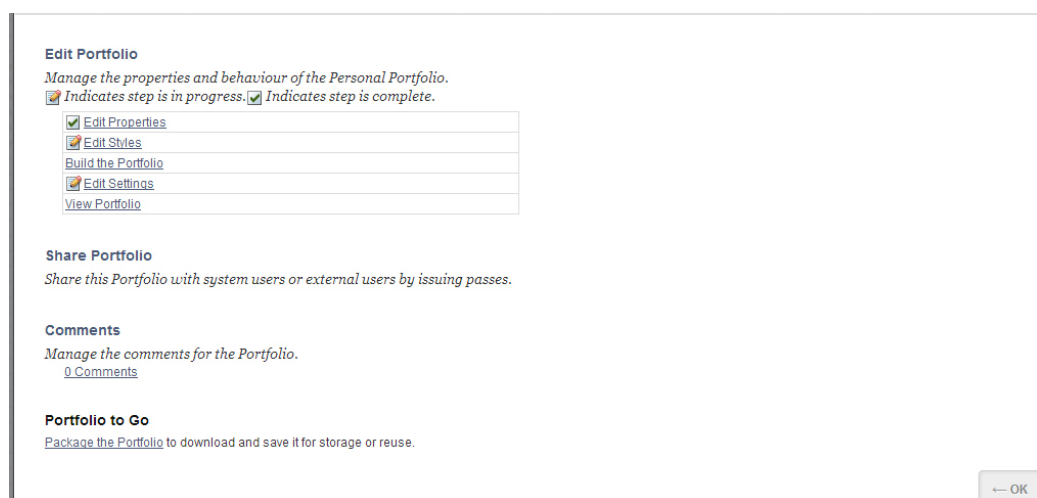 Edit Portfolio
Manage the properties and behaviour of the Personal Portfolio.
Indicates step is in progress. Indicates step is complete.
Edit Properties
Edit Styles
Build the Portfolio
Edit Settings
View Portfolio
Share Portfolio
Share this Portfolio with system users or external users by issuing passes.
Comments
Manage the comments for the Portfolio.
0 Comments
Portfolio to Go
Package the Portfolio to download and save it for storage or reuse.
← OK